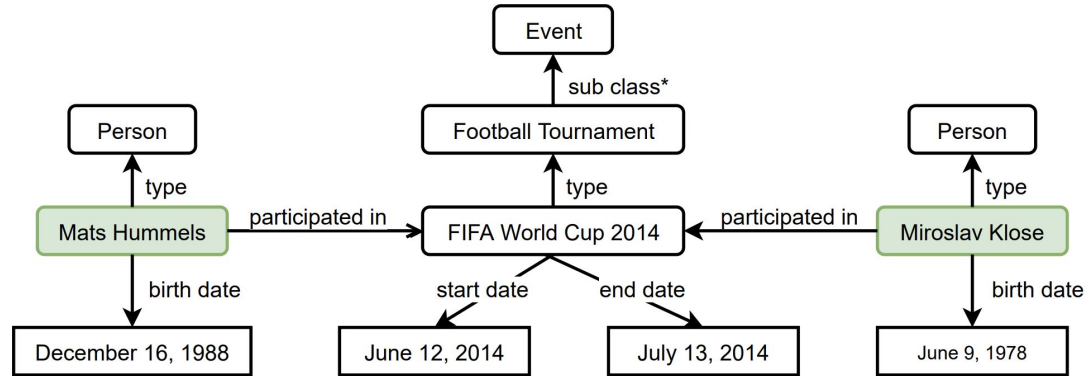 Event
sub class*
Person
Football Tournament
Person
type
type
type
Mats Hummels
participated in
FIFA World Cup 2014
participated in
Miroslav Klose
birth date
start date
end date
birth date
December 16, 1988
June 12, 2014
July 13, 2014
June 9, 1978